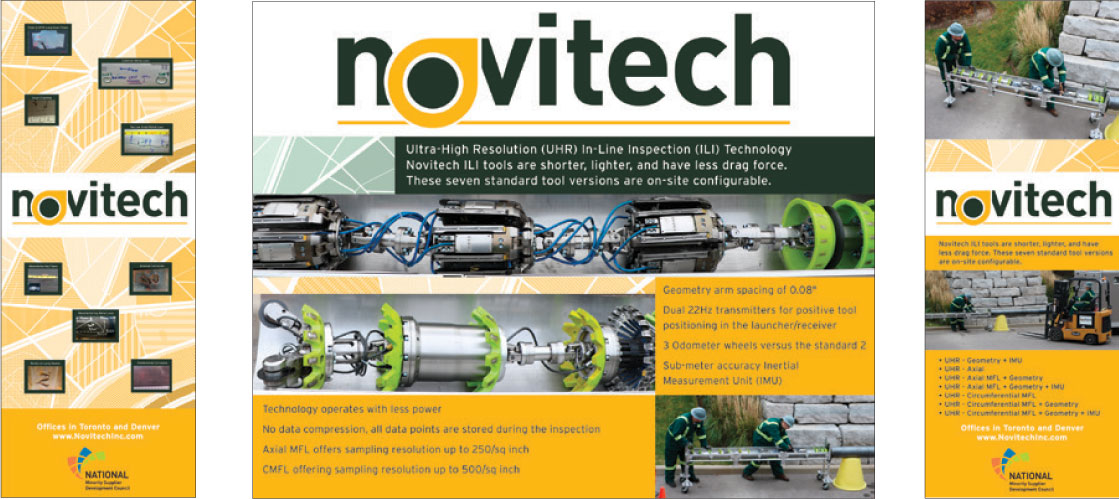 novitech
Offices in Toronto and Denver
www.NovitechInc.com
NATIONAL
Minority Supplier
Development Council
novitech
Ultra-High Resolution (UHR) In-Line Inspection (ILI) Technology
Novitech ILI tools are shorter, lighter, and have less drag force.
These seven standard tool versions are on-site configurable.
Geometry arm spacing of 0.08°
Dual 22Hz transmitters for positive tool
positioning in the launcher/receiver
3 Odometer wheels versus the standard 2
Sub-meter accuracy Inertial
Measurement Unit (IMU)
Technology operates with less power
No data compression, all data points are stored during the inspection
Axial MFL offers sampling resolution up to 250/sq inch
CMFL offering sampling resolution up to 500/sq inch
novitech
Novitech ILI tools are shorter, lighter, and have
less drag force. These seven standard tool versions
are on-site configurable.
• UHR - Geometry + IMU
• UHR - Axial
• UHR - Axial MFL + Geometry
• UHR - Axial MFL + Geometry + IMU
• UHR - Circumferential MFL
• UHR - Circumferential MFL + Geometry
• UHR - Circumferential MFL + Geometry + IMU
Offices in Toronto and Denver
www.NovitechInc.com
NATIONAL
Minority Supplier
Development Council